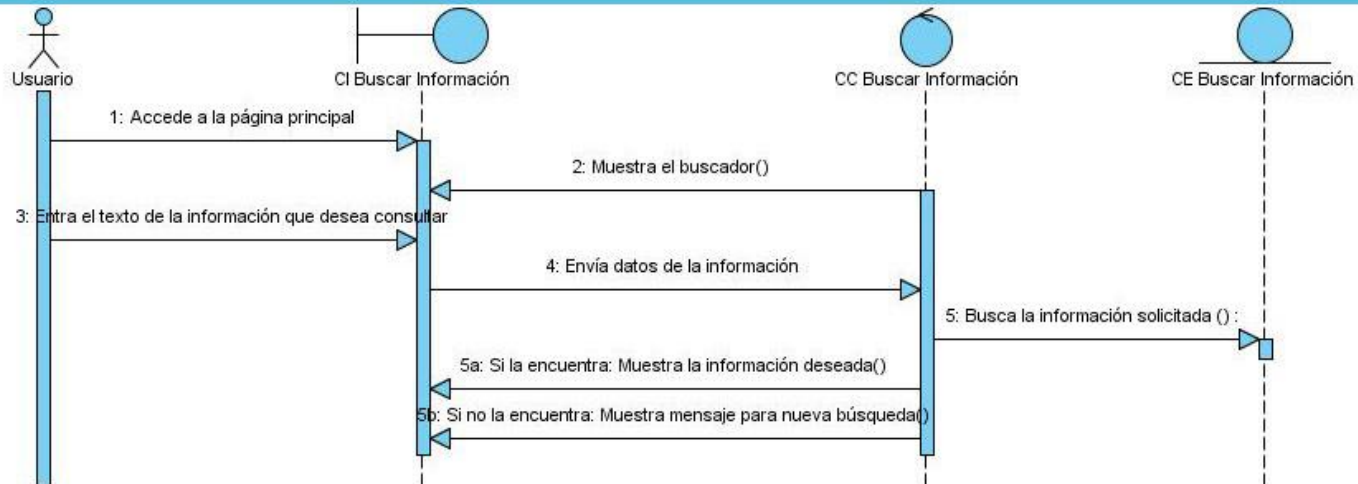 Usuario
CI Buscar Información
CC Buscar Información
CE Buscar Información
1: Accede a la página principal
2: Muestra el buscador()
3: Entra el texto de la información que desea consultar
4: Envía datos de la información
5: Busca la información solicitada () :
5a: Si la encuentra: Muestra la información deseada()
5b: Si no la encuentra: Muestra mensaje para nueva búsqueda()